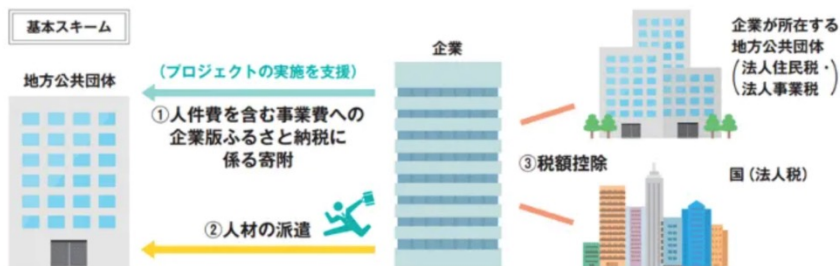 基本スキーム
地方公共団体
(プロジェクトの実施を支援)
①人件費を含む事業費への
企業版ふるさと納税に
係る寄附
②人材の派遣
企業
③税額控除
企業が所在する
地方公共団体
(法人住民税・
法人事業税)
国(法人税)